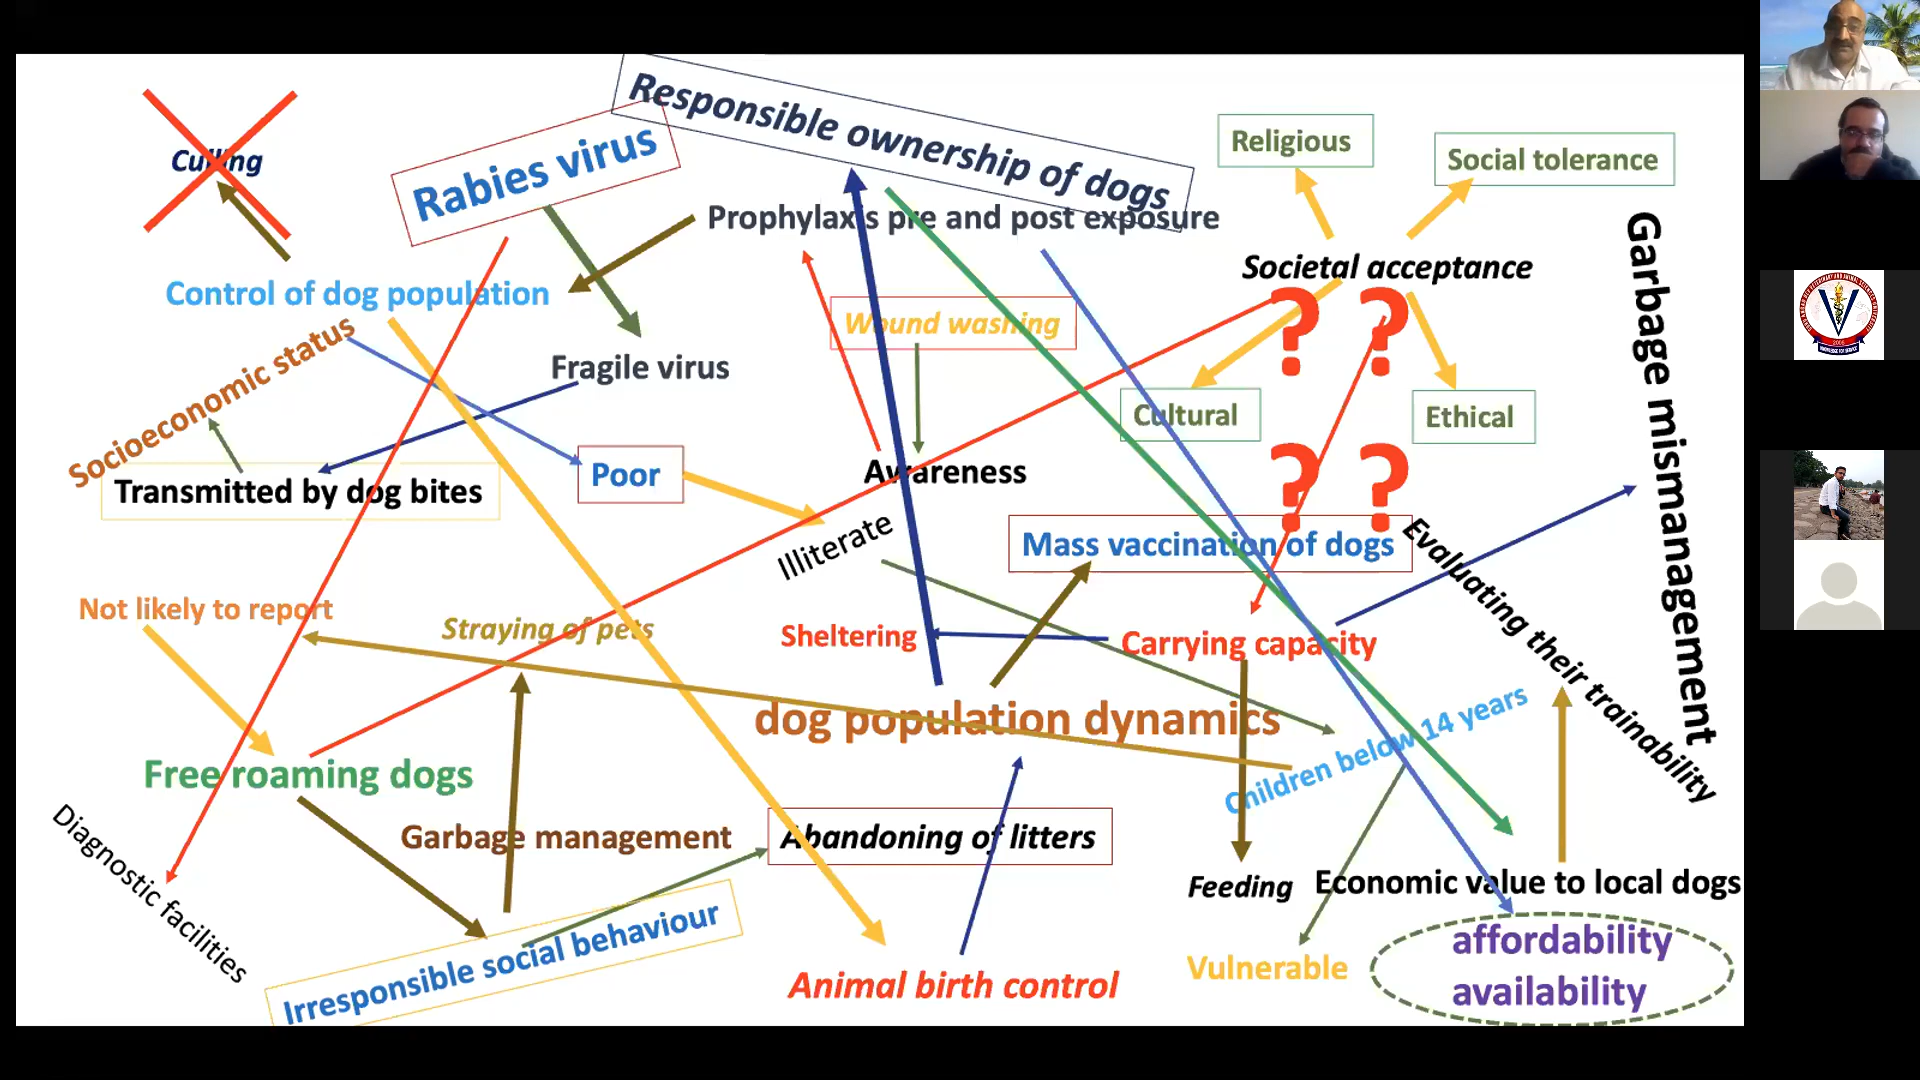 Responsible ownership of dogs
Religious
Social tolerance
Culling
Rabies virus
Prophylaxis pre and post exposure
Societal acceptance
Garbage mismanagement
Control of dog population
Wound washing
? ?
Socioeconomic status
Fragile virus
Cultural
Ethical
Transmitted by dog bites
Poor
Awareness
? ?
Illiterate
Mass vaccination of dogs
Evaluating their trainability
Not likely to report
Straying of pets
Sheltering
Carrying capacity
dog population dynamics
Children below 14 years
Free roaming dogs
Garbage management
Abandoning of litters
Diagnostic facilities
Feeding
Economic value to local dogs
Irresponsible social behaviour
Animal birth control
Vulnerable
affordability
availability